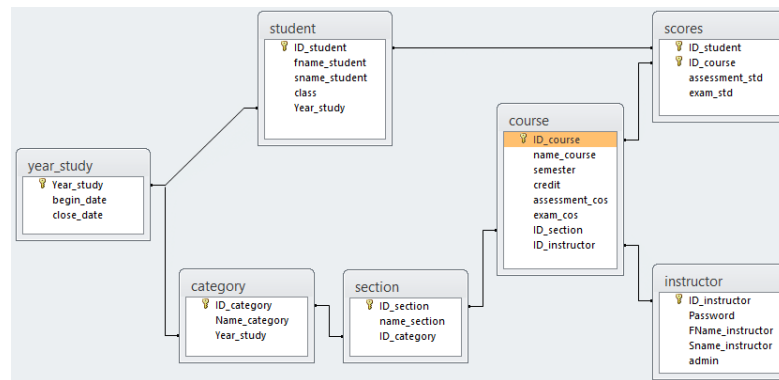 student
ID_student
fname_student
sname_student
class
Year_study
scores
ID_student
ID_course
assessment_std
exam_std
course
ID_course
name_course
semester
credit
assessment_cos
exam_cos
ID_section
ID_instructor
year_study
Year_study
begin_date
close_date
category
ID_category
Name_category
Year_study
section
ID_section
name_section
ID_category
instructor
ID_instructor
Password
FName_instructor
Sname_instructor
admin